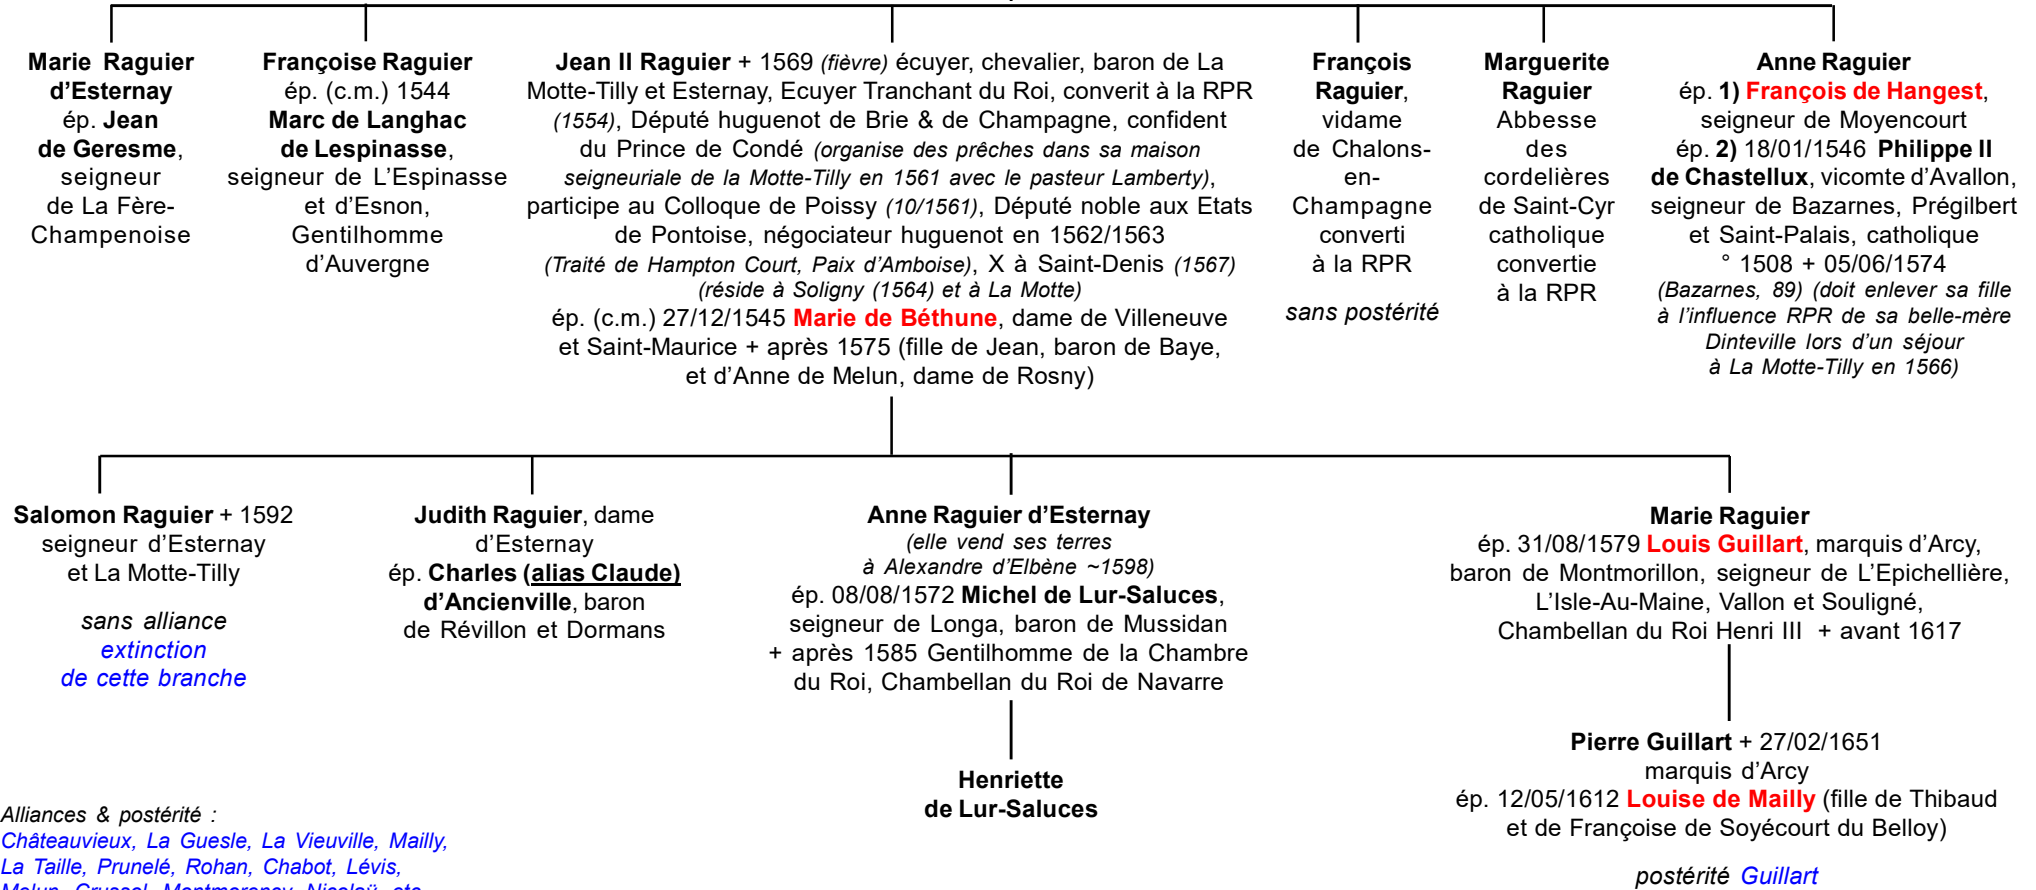 Marie Raguier
d’Esternay
ép. Jean
de Geresme,
seigneur
de La Fère-
Champenoise
Françoise Raguier
ép. (c.m.) 1544
Marc de Langhac
de Lespinasse,
seigneur de L’Espinasse
et d’Esnon,
Gentilhomme
d’Auvergne
Jean II Raguier + 1569 (fièvre) écuyer, chevalier, baron de La
Motte-Tilly et Esternay, Ecuyer Tranchant du Roi, converit à la RPR
(1554), Député huguenot de Brie & de Champagne, confident
du Prince de Condé (organise des prêches dans sa maison
seigneuriale de la Motte-Tilly en 1561 avec le pasteur Lamberty),
participe au Colloque de Poissy (10/1561), Député noble aux Etats
de Pontoise, négociateur huguenot en 1562/1563
(Traité de Hampton Court, Paix d’Amboise), X à Saint-Denis (1567)
(réside à Soligny (1564) et à La Motte)
ép. (c.m.) 27/12/1545 Marie de Béthune, dame de Villeneuve
et Saint-Maurice + après 1575 (fille de Jean, baron de Baye,
et d’Anne de Melun, dame de Rosny)
François
Raguier,
vidame
de Chalons-
en-
Champagne
converti
à la RPR
sans postérité
Marguerite
Raguier
Abbesse
des
cordelières
de Saint-Cyr
catholique
convertie
à la RPR
Anne Raguier
ép. 1) François de Hangest,
seigneur de Moyencourt
ép. 2) 18/01/1546 Philippe II
de Chastellux, vicomte d’Avallon,
seigneur de Bazarnes, Prégilbert
et Saint-Palais, catholique
° 1508 + 05/06/1574
(Bazarnes, 89) (doit enlever sa fille
à l’influence RPR de sa belle-mère
Dinteville lors d’un séjour
à La Motte-Tilly en 1566)
Salomon Raguier + 1592
seigneur d’Esternay
et La Motte-Tilly
sans alliance
extinction
de cette branche
Judith Raguier, dame
d’Esternay
ép. Charles (alias Claude)
d’Ancienville, baron
de Révillon et Dormans
Anne Raguier d’Esternay
(elle vend ses terres
à Alexandre d’Elbène ~1598)
ép. 08/08/1572 Michel de Lur-Saluces,
seigneur de Longa, baron de Mussidan
+ après 1585 Gentilhomme de la Chambre
du Roi, Chambellan du Roi de Navarre
Henriette
de Lur-Saluces
Marie Raguier
ép. 31/08/1579 Louis Guillart, marquis d’Arcy,
baron de Montmorillon, seigneur de L’Epichellière,
L’Isle-Au-Maine, Vallon et Souligné,
Chambellan du Roi Henri III + avant 1617
Pierre Guillart + 27/02/1651
marquis d’Arcy
ép. 12/05/1612 Louise de Mailly (fille de Thibaud
et de Françoise de Soyécourt du Belloy)
postérité Guillart
Alliances & postérité :
Châteauvieux, La Guesle, La Vieuville, Mailly,
La Taille, Prunelé, Rohan, Chabot, Lévis,
Melun, Crussol, Montmorency, Nicolaÿ, etc.